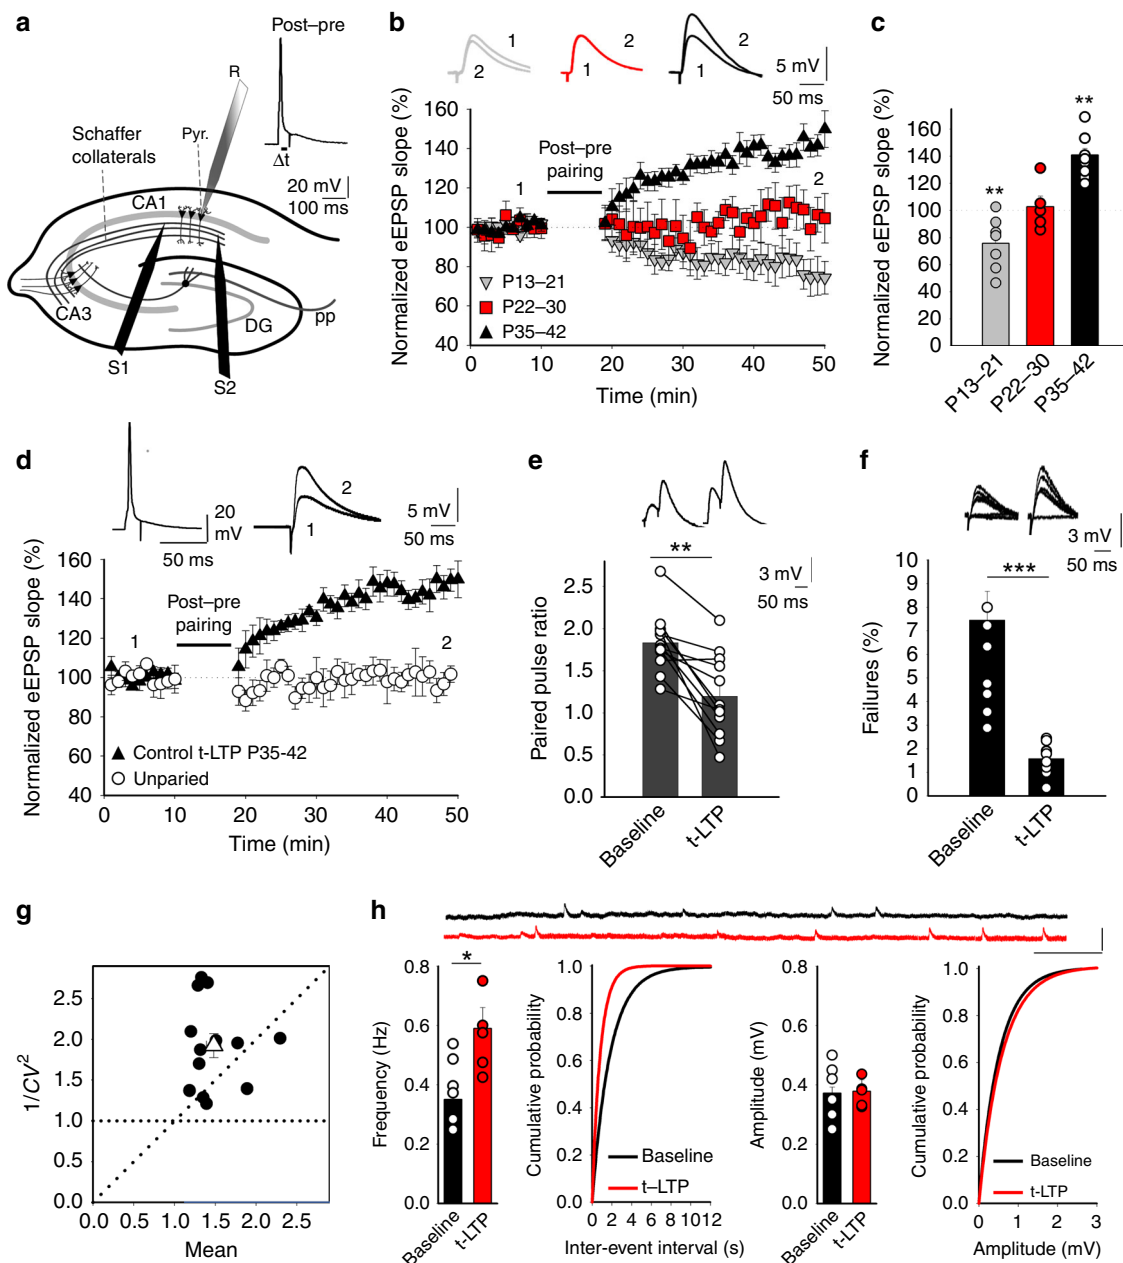 a
Post–pre
R
Schaffer
collaterals
Pyr.
Δt
20 mV
100 ms
CA1
CA3
DG
pp
S1
S2
b
1
2
2
1
2
1
5 mV
50 ms
Normalized eEPSP slope (%)
160
140
120
100
80
60
40
Post–pre
pairing
1
2
P13–21
P22–30
P35–42
0
10
20
30
40
50
Time (min)
c
Normalized eEPSP slope (%)
160
140
120
100
80
60
40
20
0
**
**
P13–21
P22–30
P35–42
d
20
mV
50 ms
2
1
5 mV
50 ms
Normalized eEPSP slope (%)
160
140
120
100
80
60
40
Post–pre
pairing
1
2
Control t-LTP P35-42
Unparied
0
10
20
30
40
50
Time (min)
e
3 mV
50 ms
**
Paired pulse ratio
2.5
2.0
1.5
1.0
0.5
0.0
Baseline
t-LTP
f
3 mV
50 ms
***
Failures (%)
10
9
8
7
6
5
4
3
2
1
0
Baseline
t-LTP
g
1/CV²
2.5
2.0
1.5
1.0
0.5
0.0
0.0
0.5
1.0
1.5
2.0
2.5
Mean
h
*
Frequency (Hz)
0.8
0.6
0.4
0.2
0.0
Baseline
t-LTP
Cumulative probability
1.0
0.8
0.6
0.4
0.2
0.0
Baseline
t–LTP
0
2
4
6
8
10
12
Inter-event interval (s)
Amplitude (mV)
0.8
0.6
0.4
0.2
0.0
Baseline
t-LTP
Cumulative probability
1.0
0.8
0.6
0.4
0.2
0.0
Baseline
t-LTP
0
1
2
3
Amplitude (mV)